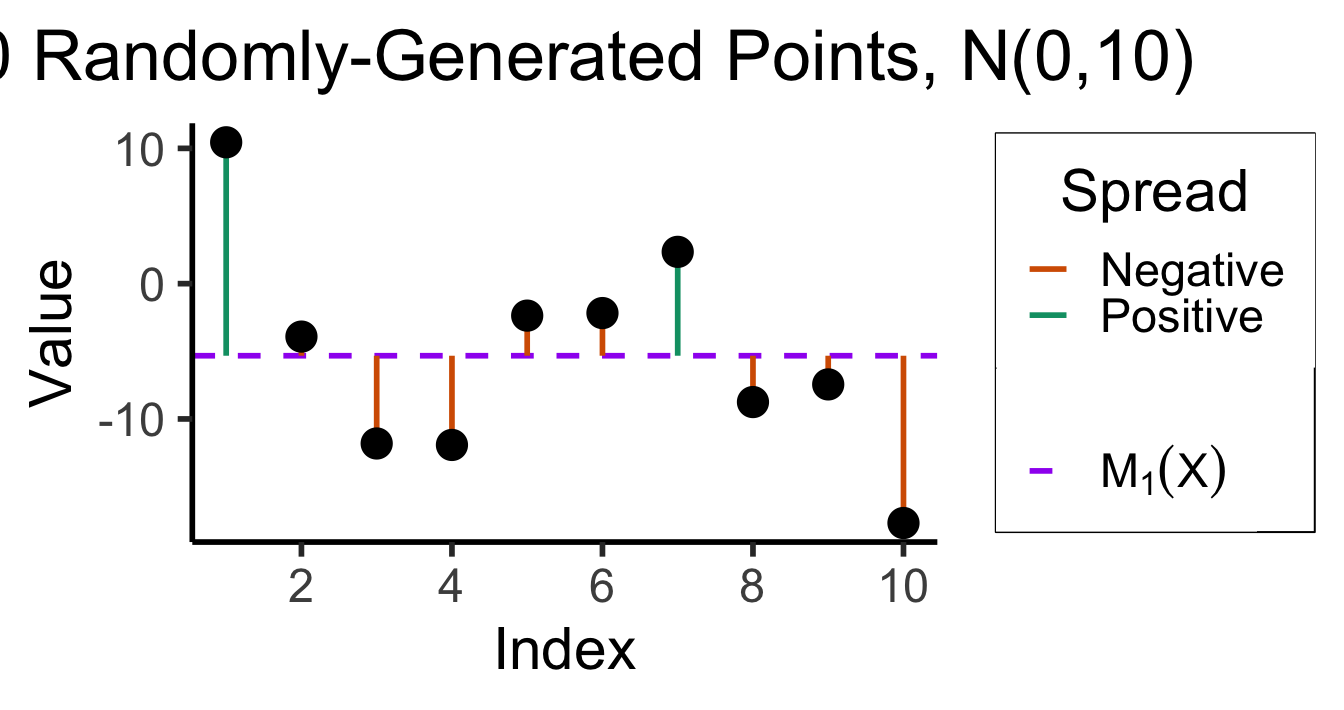 0 Randomly-Generated Points, N(0,10)
10
0
-10
Value
2 4 6 8 10
Index
Spread
Negative
Positive
M₁(X)